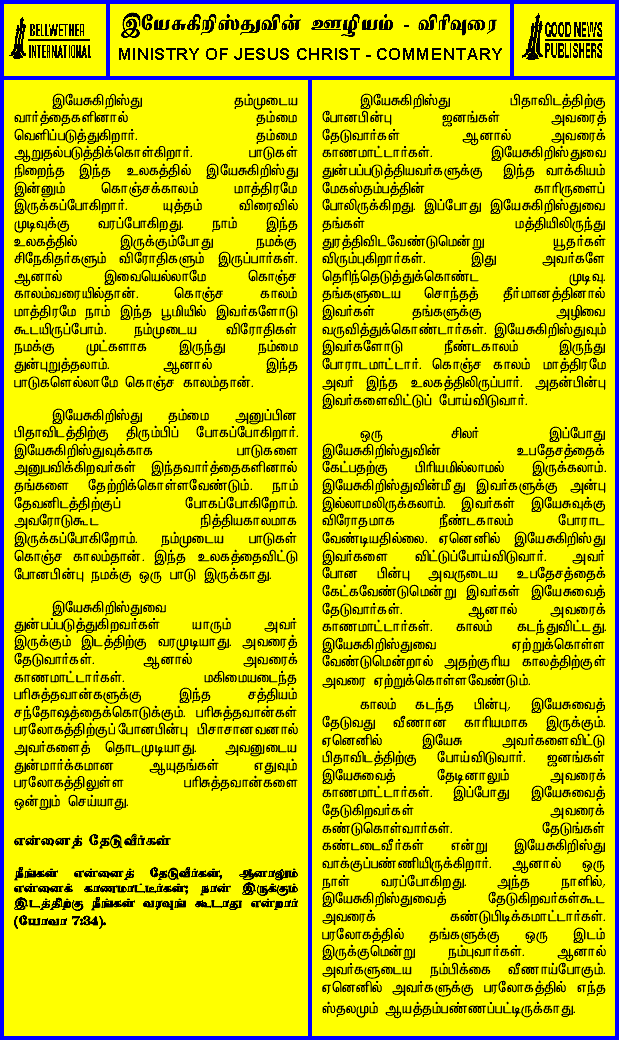 BELLWETHER
INTERNATIONAL
இயேசுகிறிஸ்துவின் ஊழியம் - விரிவுரை
MINISTRY OF JESUS CHRIST - COMMENTARY
GOOD NEWS
PUBLISHERS
இயேசுகிறிஸ்து தம்முடைய
வார்த்தைகளினால் தம்மை
வெளிப்படுத்துகிறார். தம்மை
ஆறுதல்படுத்திக்கொள்கிறார். பாடுகள்
நிறைந்த இந்த உலகத்தில் இயேசுகிறிஸ்து
இன்னும் கொஞ்சக்காலம் மாத்திரமே
இருக்கப்போகிறார். யுத்தம் விரைவில்
முடிவுக்கு வரப்போகிறது. நாம் இந்த
உலகத்தில் இருக்கும்போது நமக்கு
சிநேகிதர்களும் விரோதிகளும் இருப்பார்கள்.
ஆனால் இவையெல்லாமே கொஞ்ச
காலம்வரையில்தான். கொஞ்ச காலம்
மாத்திரமே நாம் இந்த பூமியில் இவர்களோடு
கூடயிருப்போம். நம்முடைய விரோதிகள்
நமக்கு முட்களாக இருந்து நம்மை
துன்புறுத்தலாம். ஆனால் இந்த
பாடுகளெல்லாமே கொஞ்ச காலம்தான்.
இயேசுகிறிஸ்து தம்மை அனுப்பின
பிதாவிடத்திற்கு திரும்பிப் போகப்போகிறார்.
இயேசுகிறிஸ்துவுக்காக பாடுகளை
அனுபவிக்கிறவர்கள் இந்தவார்த்தைகளினால்
தங்களை தேற்றிக்கொள்ளவேண்டும். நாம்
தேவனிடத்திற்குப் போகப்போகிறோம்.
அவரோடுகூட நித்தியகாலமாக
இருக்கப்போகிறோம். நம்முடைய பாடுகள்
கொஞ்ச காலம்தான். இந்த உலகத்தைவிட்டு
போனபின்பு நமக்கு ஒரு பாடு இருக்காது.
இயேசுகிறிஸ்துவை
துன்பப்படுத்துகிறவர்கள் யாரும் அவர்
இருக்கும் இடத்திற்கு வரமுடியாது. அவரைத்
தேடுவார்கள். ஆனால் அவரைக்
காணமாட்டார்கள். மகிமையடைந்த
பரிசுத்தவான்களுக்கு இந்த சத்தியம்
சந்தோஷத்தைக்கொடுக்கும். பரிசுத்தவான்கள்
பரலோகத்திற்குப்போனபின்பு பிசாசானவனால்
அவர்களைத் தொடமுடியாது. அவனுடைய
துன்மார்க்கமான ஆயுதங்கள் எதுவும்
பரலோகத்திலுள்ள பரிசுத்தவான்களை
ஒன்றும் செய்யாது.
என்னைத் தேடுவீர்கள்
நீங்கள் என்னைத் தேடுவீர்கள், ஆனாலும்
என்னைக் காணமாட்டீர்கள்; நான் இருக்கும்
இடத்திற்கு நீங்கள் வரவுங் கூடாது என்றார்
(யோவா 7:34).
இயேசுகிறிஸ்து பிதாவிடத்திற்கு
போனபின்பு ஜனங்கள் அவரைத்
தேடுவார்கள் ஆனால் அவரைக்
காணமாட்டார்கள். இயேசுகிறிஸ்துவை
துன்பப்படுத்தியவர்களுக்கு இந்த வாக்கியம்
மேகஸ்தம்பத்தின் காரிருளைப்
போலிருக்கிறது. இப்போது இயேசுகிறிஸ்துவை
தங்கள் மத்தியிலிருந்து
துரத்திவிடவேண்டுமென்று யூதர்கள்
விரும்புகிறார்கள். இது அவர்களே
தெரிந்தெடுத்துக்கொண்ட முடிவு.
தங்களுடைய சொந்தத் தீர்மானத்தினால்
இவர்கள் தங்களுக்கு அழிவை
வருவித்துக்கொண்டார்கள். இயேசுகிறிஸ்துவும்
இவர்களோடு நீண்டகாலம் இருந்து
போராடமாட்டார். கொஞ்ச காலம் மாத்திரமே
அவர் இந்த உலகத்திலிருப்பார். அதன்பின்பு
இவர்களைவிட்டுப் போய்விடுவார்.
ஒரு சிலர் இப்போது
இயேசுகிறிஸ்துவின் உபதேசத்தைக்
கேட்பதற்கு பிரியமில்லாமல் இருக்கலாம்.
இயேசுகிறிஸ்துவின்மீது இவர்களுக்கு அன்பு
இல்லாமலிருக்கலாம். இவர்கள் இயேசுவுக்கு
விரோதமாக நீண்டகாலம் போராட
வேண்டியதில்லை. ஏனெனில் இயேசுகிறிஸ்து
இவர்களை விட்டுப்போய்விடுவார். அவர்
போன பின்பு அவருடைய உபதேசத்தைக்
கேட்கவேண்டுமென்று இவர்கள் இயேசுவைத்
தேடுவார்கள். ஆனால் அவரைக்
காணமாட்டார்கள். காலம் கடந்துவிட்டது.
இயேசுகிறிஸ்துவை ஏற்றுக்கொள்ள
வேண்டுமென்றால் அதற்குரிய காலத்திற்குள்
அவரை ஏற்றுக்கொள்ளவேண்டும்.
காலம் கடந்த பின்பு, இயேசுவைத்
தேடுவது வீணான காரியமாக இருக்கும்.
ஏனெனில் இயேசு அவர்களைவிட்டு
பிதாவிடத்திற்கு போய்விடுவார். ஜனங்கள்
இயேசுவைத் தேடினாலும் அவரைக்
காணமாட்டார்கள். இப்போது இயேசுவைத்
தேடுகிறவர்கள் அவரைக்
கண்டுகொள்வார்கள். தேடுங்கள்
கண்டடைவீர்கள் என்று இயேசுகிறிஸ்து
வாக்குப்பண்ணியிருக்கிறார். ஆனால் ஒரு
நாள் வரப்போகிறது. அந்த நாளில்,
இயேசுகிறிஸ்துவைத் தேடுகிறவர்கள்கூட
அவரைக் கண்டுபிடிக்கமாட்டார்கள்.
பரலோகத்தில் தங்களுக்கு ஒரு இடம்
இருக்குமென்று நம்புவார்கள். ஆனால்
அவர்களுடைய நம்பிக்கை வீணாய்போகும்.
ஏனெனில் அவர்களுக்கு பரலோகத்தில் எந்த
ஸ்தலமும் ஆயத்தம்பண்ணப்பட்டிருக்காது.